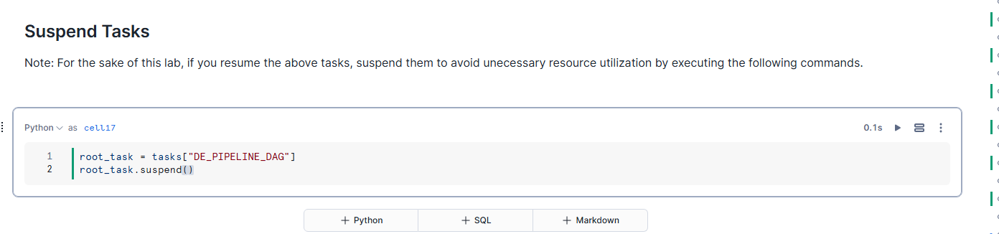 Suspend Tasks
Note: For the sake of this lab, if you resume the above tasks, suspend them to avoid unecessary resource utilization by executing the following commands.
Python as cell17 0.1s
1 root_task = tasks["DE_PIPELINE_DAG"]
2 root_task.suspend()
+ Python + SQL + Markdown